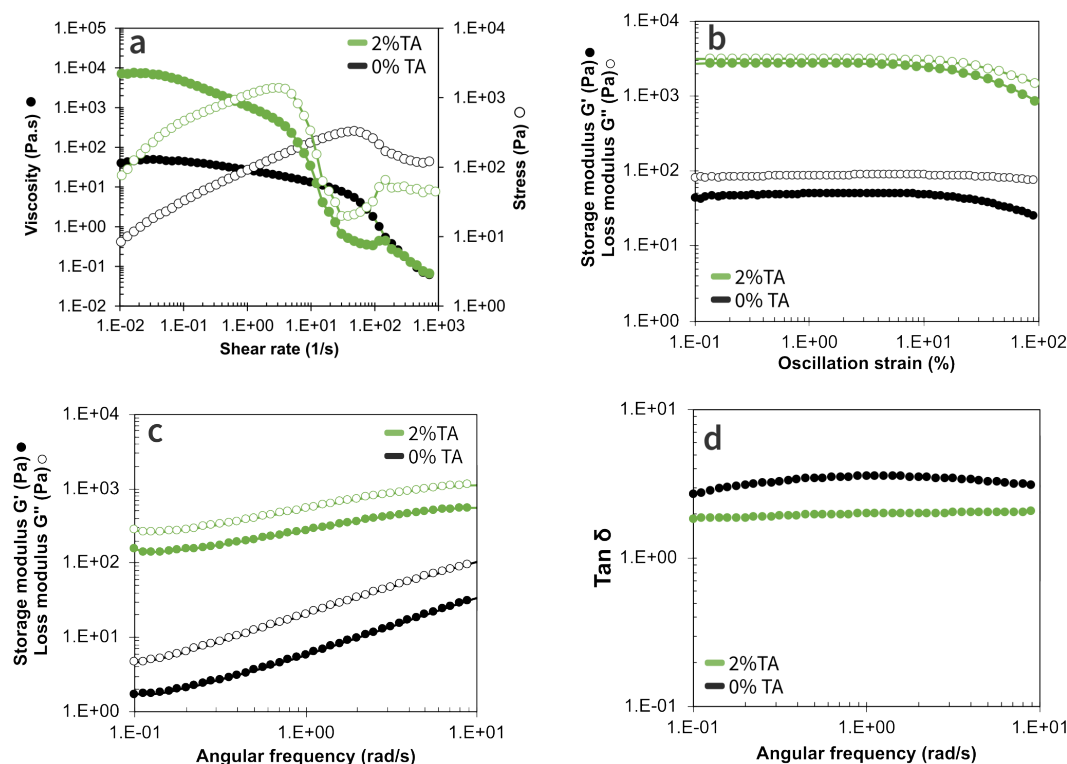 a
2%TA
0% TA
1.E+05
1.E+04
1.E+03
1.E+02
1.E+01
1.E+00
1.E-01
1.E-02
Viscosity (Pa.s)
1.E+04
1.E+03
1.E+02
1.E+01
1.E+00
Stress (Pa)
1.E-02 1.E-01 1.E+00 1.E+01 1.E+02 1.E+03
Shear rate (1/s)
b
Storage modulus G' (Pa)
Loss modulus G'' (Pa)
1.E+04
1.E+03
1.E+02
1.E+01
1.E+00
2%TA
0% TA
1.E-01 1.E+00 1.E+01 1.E+02
Oscillation strain (%)
c
Storage modulus G' (Pa)
Loss modulus G'' (Pa)
1.E+04
1.E+03
1.E+02
1.E+01
1.E+00
2%TA
0% TA
1.E-01 1.E+00 1.E+01
Angular frequency (rad/s)
d
Tan δ
1.E+01
1.E+00
1.E-01
2%TA
0% TA
1.E-01 1.E+00 1.E+01
Angular frequency (rad/s)